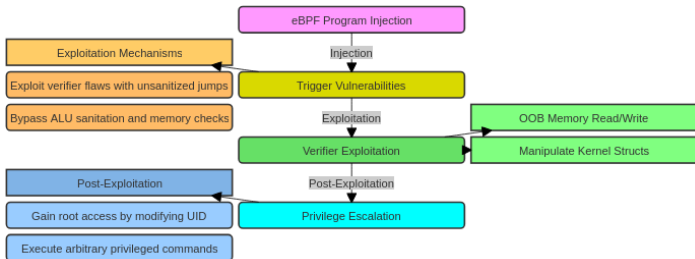 eBPF Program Injection
Exploitation Mechanisms
Injection
Exploit verifier flaws with unsanitized jumps
Trigger Vulnerabilities
Bypass ALU sanitation and memory checks
Exploitation
OOB Memory Read/Write
Verifier Exploitation
Manipulate Kernel Structs
Post-Exploitation
Post-Exploitation
Gain root access by modifying UID
Privilege Escalation
Execute arbitrary privileged commands